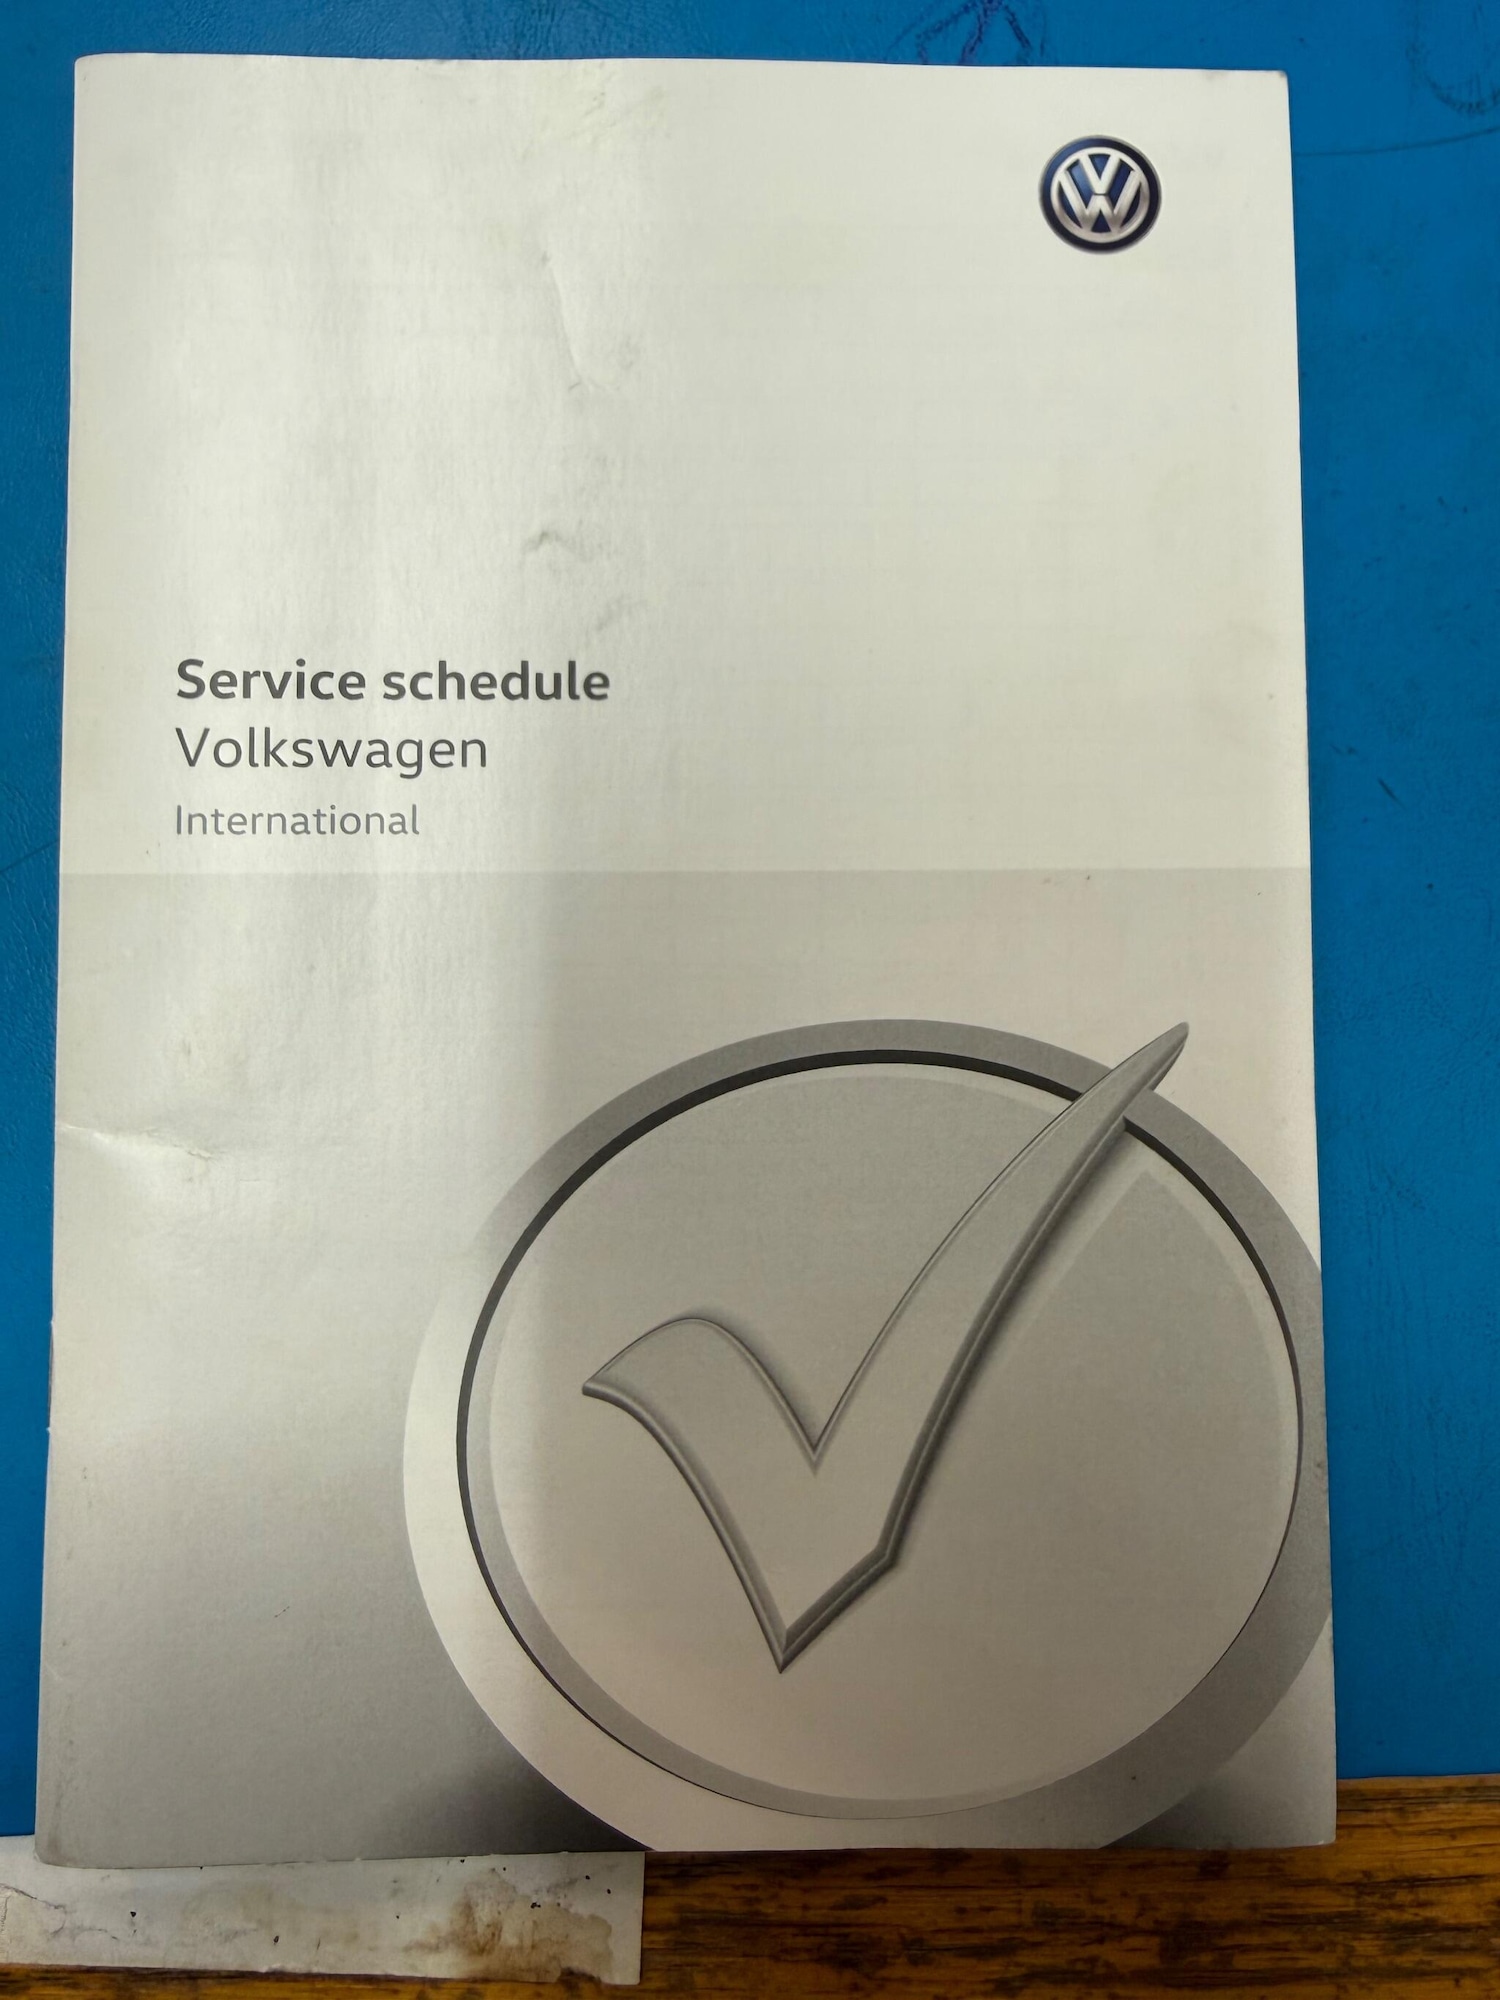 Service schedule
Volkswagen
International